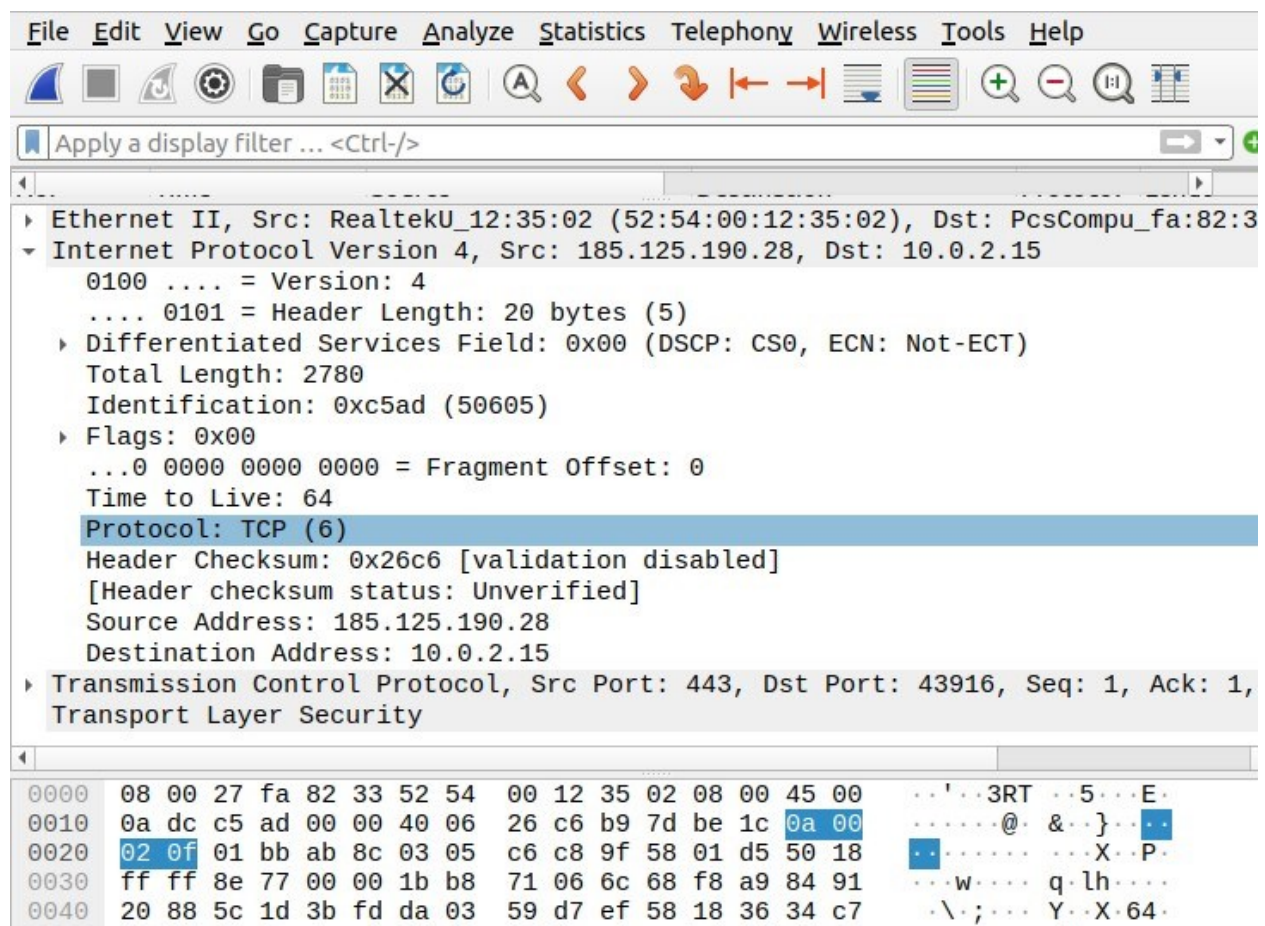 File Edit View Go Capture Analyze Statistics Telephony Wireless Tools Help
Apply a display filter ... <Ctrl-/>
Ethernet II, Src: RealtekU_12:35:02 (52:54:00:12:35:02), Dst: PcsCompu_fa:82:3
Internet Protocol Version 4, Src: 185.125.190.28, Dst: 10.0.2.15
0100 .... = Version: 4
.... 0101 = Header Length: 20 bytes (5)
Differentiated Services Field: 0x00 (DSCP: CS0, ECN: Not-ECT)
Total Length: 2780
Identification: 0xc5ad (50605)
Flags: 0x00
...0 0000 0000 0000 = Fragment Offset: 0
Time to Live: 64
Protocol: TCP (6)
Header Checksum: 0x26c6 [validation disabled]
[Header checksum status: Unverified]
Source Address: 185.125.190.28
Destination Address: 10.0.2.15
Transmission Control Protocol, Src Port: 443, Dst Port: 43916, Seq: 1, Ack: 1,
Transport Layer Security
0000 08 00 27 fa 82 33 52 54 00 12 35 02 08 00 45 00 ··'··3RT ··5···E·
0010 0a dc c5 ad 00 00 40 06 26 c6 b9 7d be 1c 0a 00 ······@· &··}····
0020 02 0f 01 bb ab 8c 03 05 c6 c8 9f 58 01 d5 50 18 ········ ···X··P·
0030 ff ff 8e 77 00 00 1b b8 71 06 6c 68 f8 a9 84 91 ···w···· q·lh····
0040 20 88 5c 1d 3b fd da 03 59 d7 ef 58 18 36 34 c7 ·\·;··· Y··X·64·